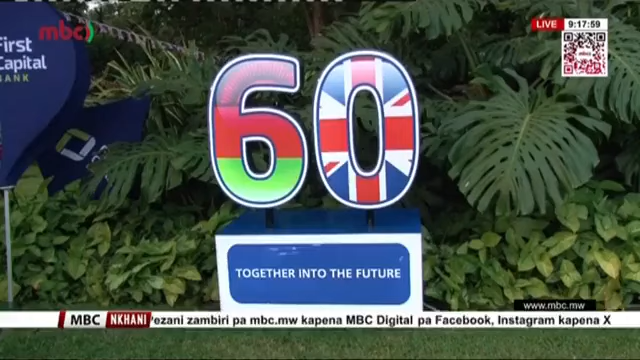 mbc
LIVE 9:17:59
First
Capital
BANK
60
TOGETHER INTO THE FUTURE
www.mbc.mw
MBC NKHANI ezani zambiri pa mbc.mw kapena MBC Digital pa Facebook, Instagram kapena X